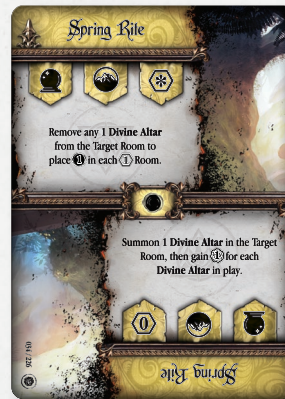 Spring Rite
Remove any 1 Divine Altar
from the Target Room to
place 1 in each 1 Room.
Summon 1 Divine Altar in the Target
Room, then gain 1 for each
Divine Altar in play.
0
Spring Rite
054 / 226